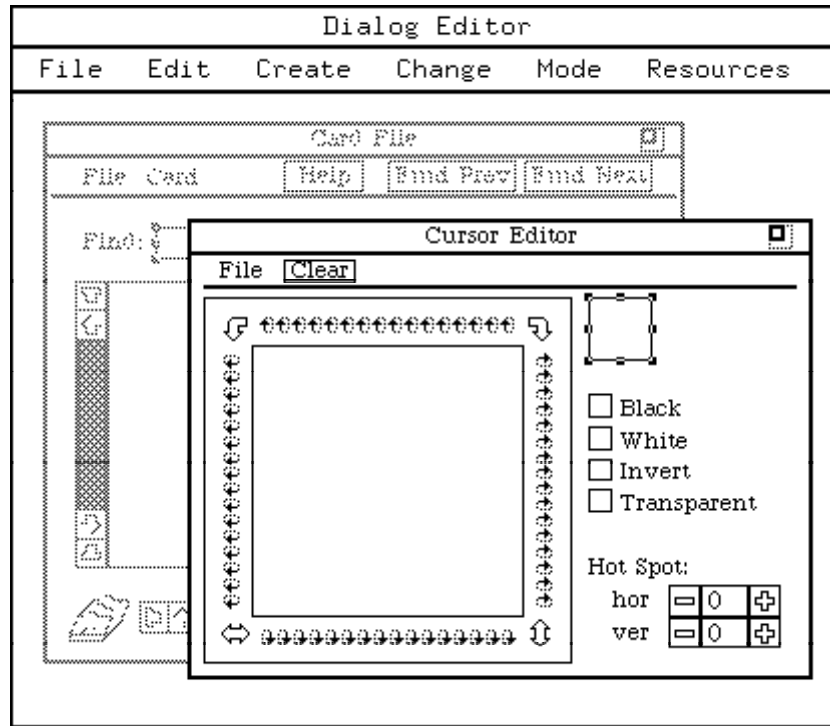 Dialog Editor
File Edit Create Change Mode Resources
Card File
File Card Help Find Prev Find Next
Find:
Cursor Editor
File Clear
Black
White
Invert
Transparent
Hot Spot:
hor 0
ver 0